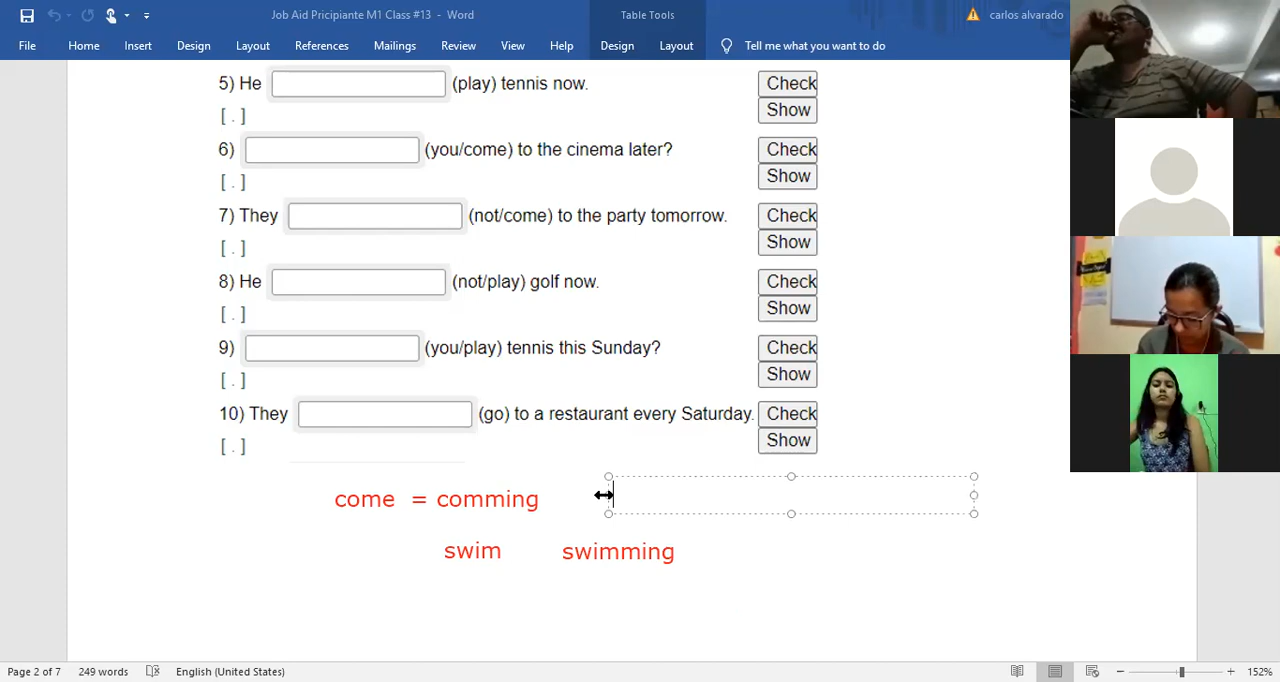 Job Aid Pricipiante M1 Class #13 - Word
Table Tools
carlos alvarado
File Home Insert Design Layout References Mailings Review View Help Design Layout Tell me what you want to do
5) He (play) tennis now. Check
[ . ] Show
6) (you/come) to the cinema later? Check
[ . ] Show
7) They (not/come) to the party tomorrow. Check
[ . ] Show
8) He (not/play) golf now. Check
[ . ] Show
9) (you/play) tennis this Sunday? Check
[ . ] Show
10) They (go) to a restaurant every Saturday. Check
[ . ] Show
come = comming
swim swimming
Page 2 of 7 249 words English (United States) 152%